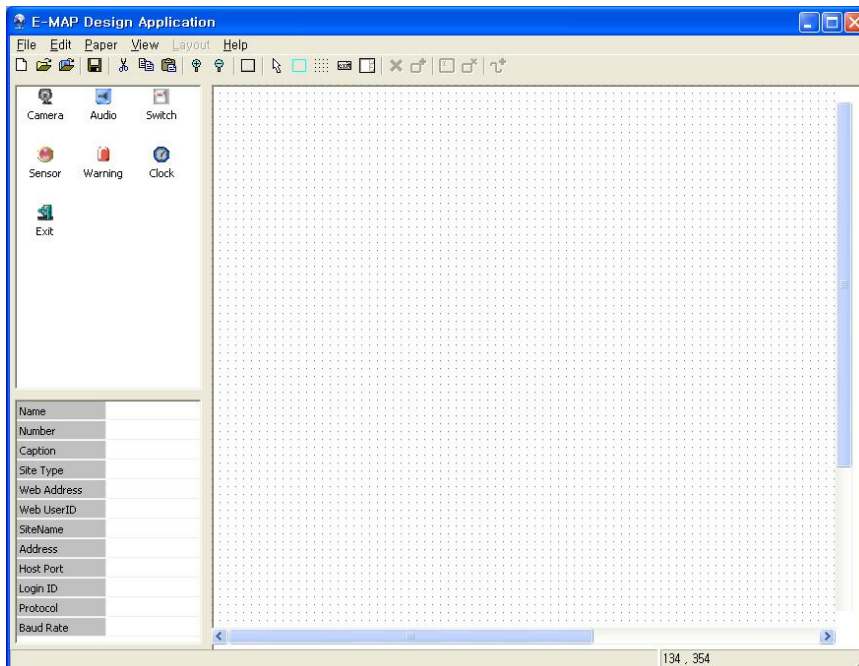 E-MAP Design Application
File Edit Paper View Layout Help
Camera Audio Switch
Sensor Warning Clock
Exit
Name
Number
Caption
Site Type
Web Address
Web UserID
SiteName
Address
Host Port
Login ID
Protocol
Baud Rate
134 , 354